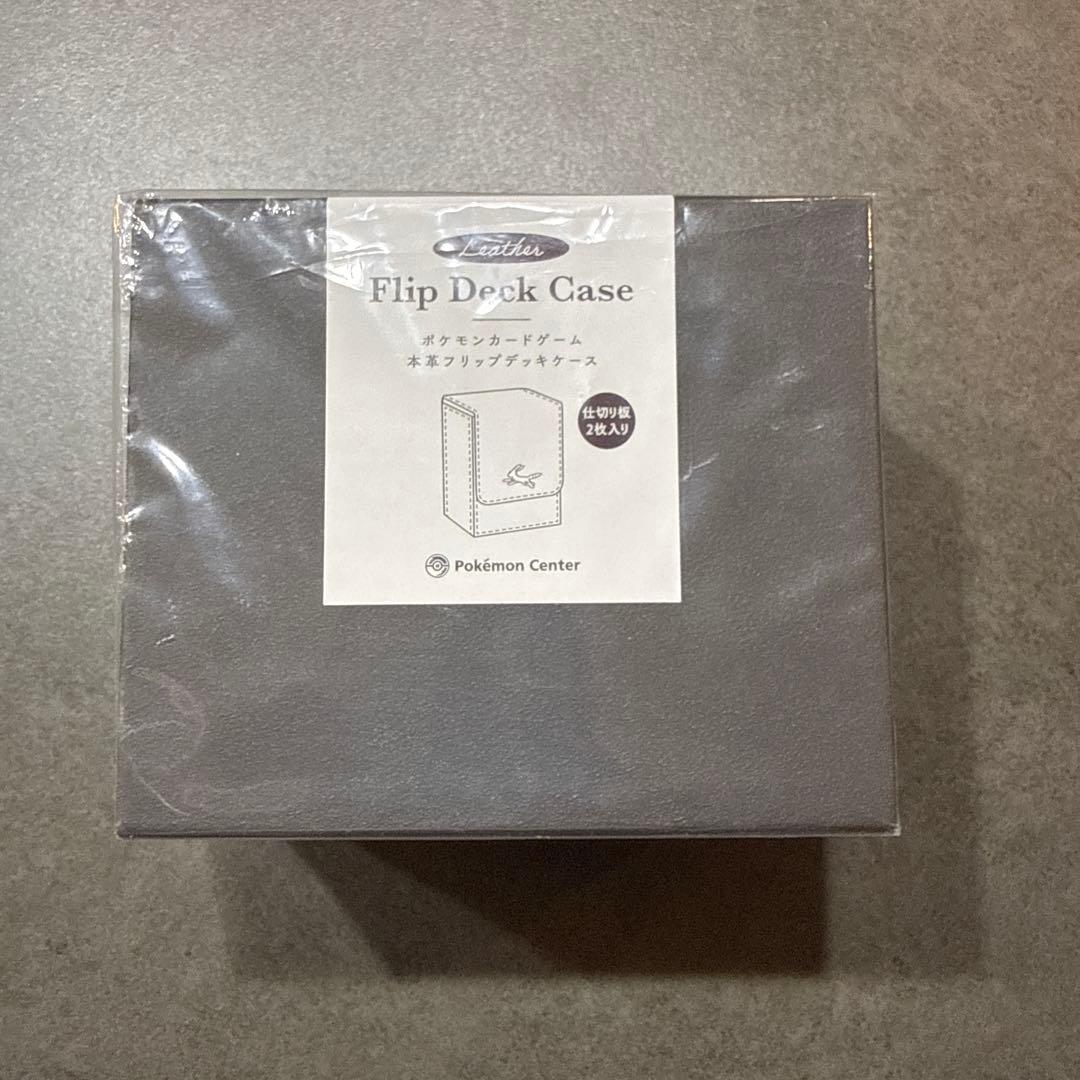 Leather
Flip Deck Case
ポケモンカードゲーム
本革フリップデッキケース
仕切り板
2枚入り
Pokémon Center